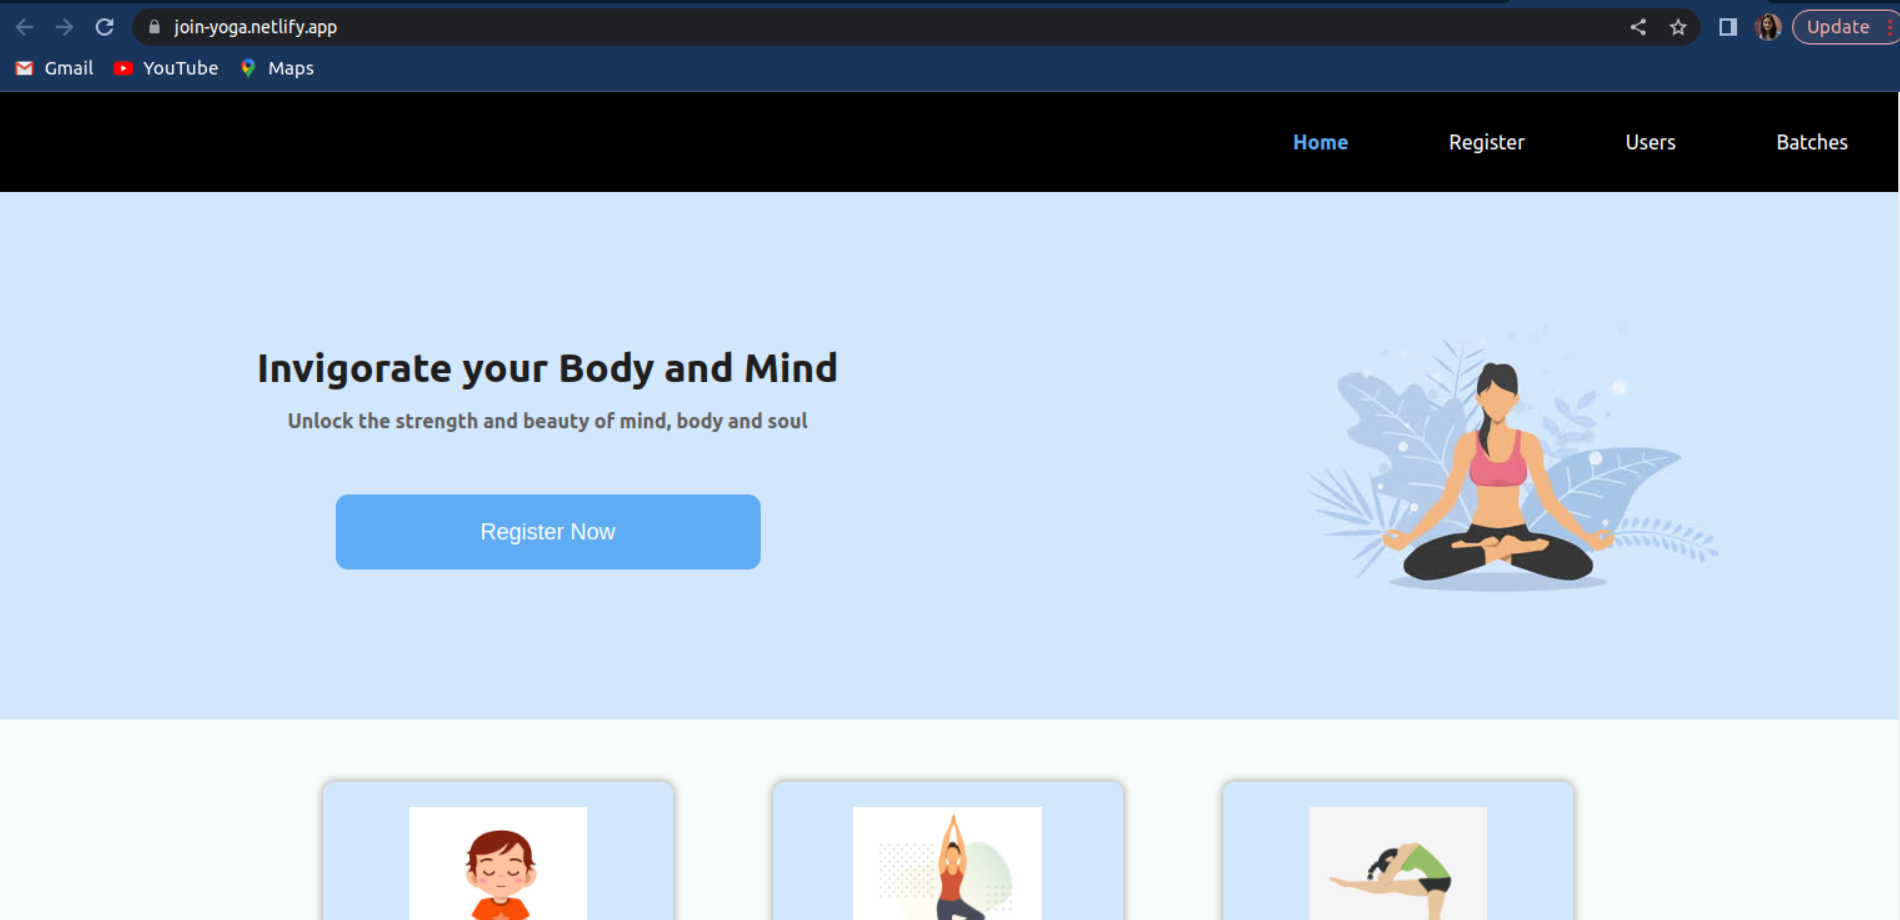 join-yoga.netlify.app
Update
Gmail YouTube Maps
Home Register Users Batches
Invigorate your Body and Mind
Unlock the strength and beauty of mind, body and soul
Register Now